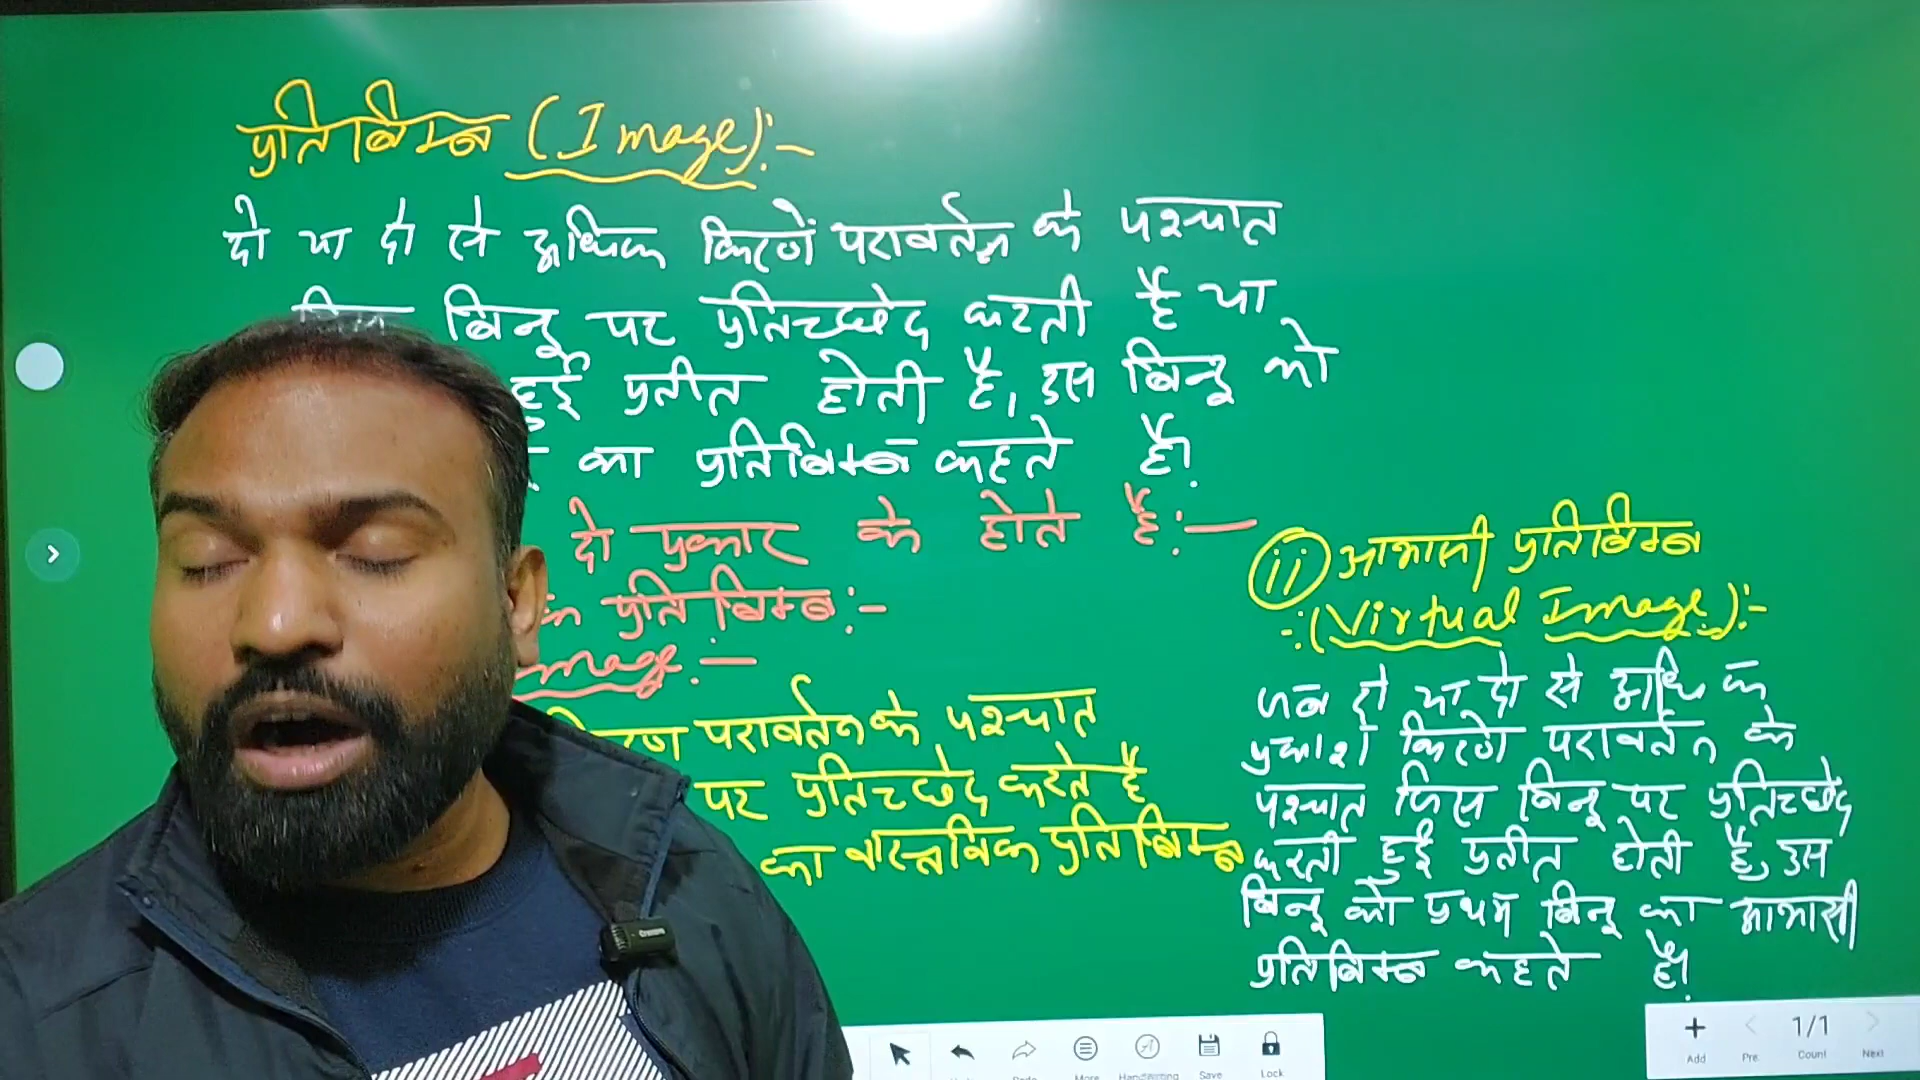 प्रतिबिम्ब (Image):-
दो या दो से अधिक किरणें परावर्तन के पश्चात
बिन्दु पर प्रतिच्छेद करती है या
हुई प्रतीत होती है, उस बिन्दु को
का प्रतिबिम्ब कहते है।
दो प्रकार के होते है:-
प्रतिबिम्ब:-
परावर्तन के पश्चात
पर प्रतिच्छेद करते है
का वास्तविक प्रतिबिम्ब
(ii) आभासी प्रतिबिम्ब
:(Virtual Image):-
जब दो या दो से अधिक
प्रकाश किरणे परावर्तन के
पश्चात जिस बिन्दु पर प्रतिच्छेद
करती हुई प्रतीत होती है, उस
बिन्दु को प्रथम बिन्दु का आभासी
प्रतिबिम्ब कहते है।
More Handwriting Save Lock
1/1
Add Pre Count Next